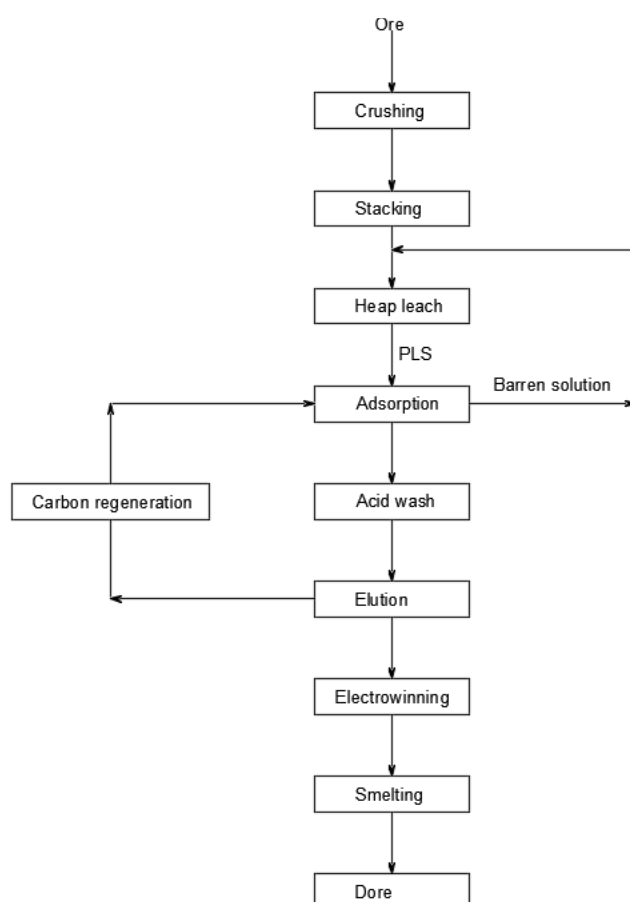 Ore
Crushing
Stacking
Heap leach
PLS
Barren solution
Adsorption
Carbon regeneration
Acid wash
Elution
Electrowinning
Smelting
Dore